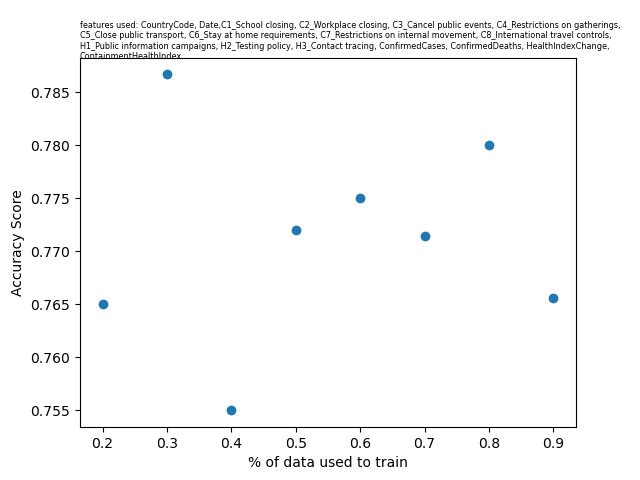 features used: CountryCode, Date,C1_School closing, C2_Workplace closing, C3_Cancel public events, C4_Restrictions on gatherings,
C5_Close public transport, C6_Stay at home requirements, C7_Restrictions on internal movement, C8_International travel controls,
H1_Public information campaigns, H2_Testing policy, H3_Contact tracing, ConfirmedCases, ConfirmedDeaths, HealthIndexChange,
ContainmentHealthIndex
0.785
0.780
0.775
0.770
0.765
0.760
0.755
Accuracy Score
0.2 0.3 0.4 0.5 0.6 0.7 0.8 0.9
% of data used to train